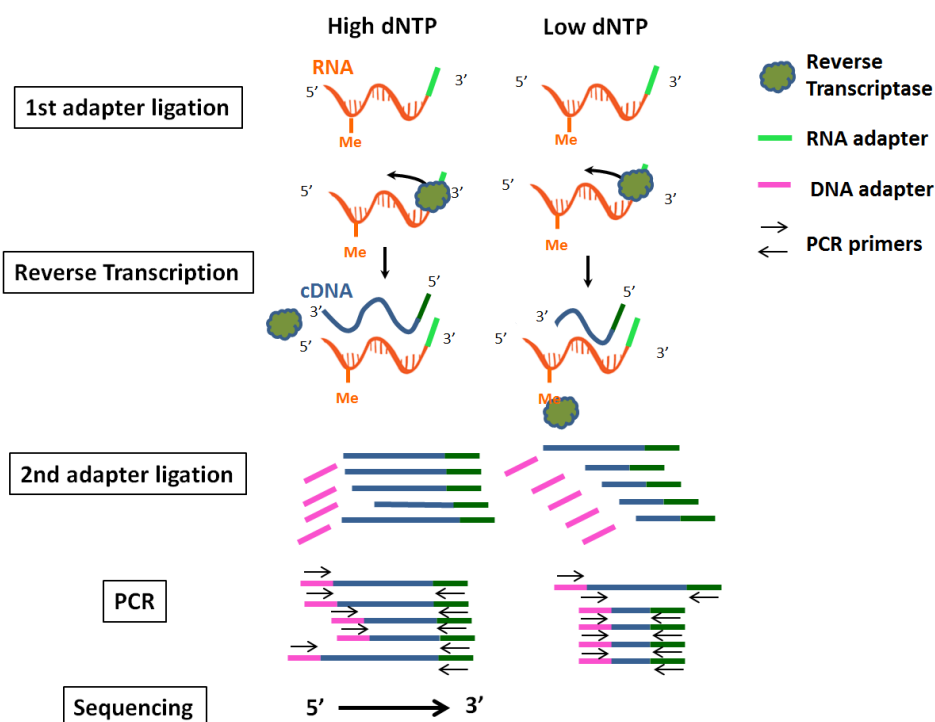 High dNTP
Low dNTP
Reverse
Transcriptase
RNA adapter
DNA adapter
PCR primers
1st adapter ligation
RNA
5’
3’
Me
5’
3’
Me
5’
3’
Me
5’
3’
Me
Reverse Transcription
cDNA
5’
3’
5’
3’
Me
5’
3’
5’
3’
Me
2nd adapter ligation
PCR
Sequencing
5’
3’